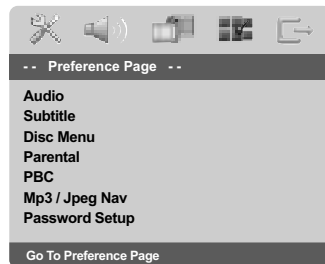 -- Preference Page --
Audio
Subtitle
Disc Menu
Parental
PBC
Mp3 / Jpeg Nav
Password Setup
Go To Preference Page